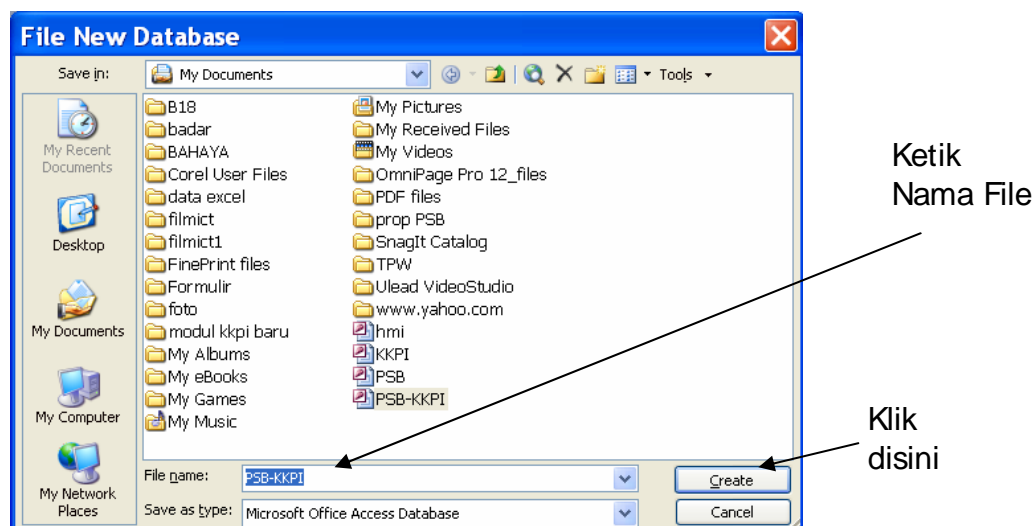 File New Database
Save in:
My Documents
Tools
My Recent
Documents
Desktop
My Documents
My Computer
My Network
Places
B18
badar
BAHAYA
Corel User Files
data excel
filmict
filmict1
FinePrint files
Formulir
foto
modul kkpi baru
My Albums
My eBooks
My Games
My Music
My Pictures
My Received Files
My Videos
OmniPage Pro 12_files
PDF files
prop PSB
SnagIt Catalog
TPW
Ulead VideoStudio
www.yahoo.com
hmi
KKPI
PSB
PSB-KKPI
File name:
PSB-KKPI
Create
Save as type:
Microsoft Office Access Database
Cancel
Ketik
Nama File
Klik
disini